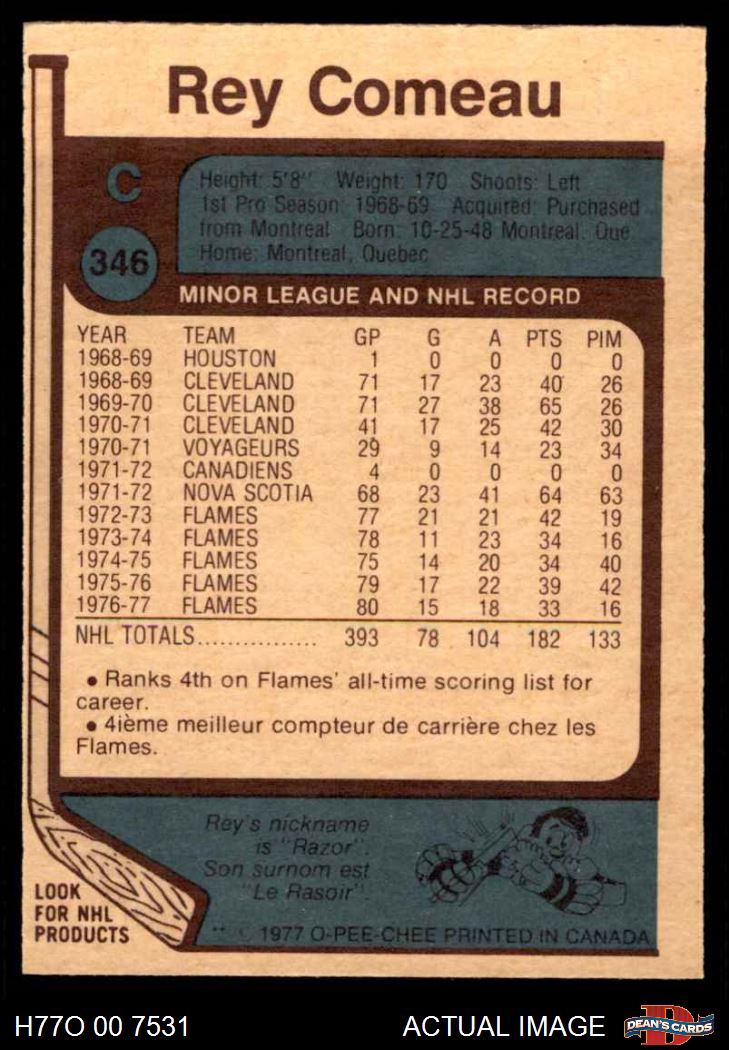 Rey Comeau
C
346
Height: 5'8" Weight: 170 Shoots: Left
1st Pro Season: 1968-69 Acquired: Purchased
from Montreal Born: 10-25-48 Montreal. Que
Home: Montreal, Quebec
MINOR LEAGUE AND NHL RECORD
YEAR TEAM GP G A PTS PIM
1968-69 HOUSTON 1 0 0 0 0
1968-69 CLEVELAND 71 17 23 40 26
1969-70 CLEVELAND 71 27 38 65 26
1970-71 CLEVELAND 41 17 25 42 30
1970-71 VOYAGEURS 29 9 14 23 34
1971-72 CANADIENS 4 0 0 0 0
1971-72 NOVA SCOTIA 68 23 41 64 63
1972-73 FLAMES 77 21 21 42 19
1973-74 FLAMES 78 11 23 34 16
1974-75 FLAMES 75 14 20 34 40
1975-76 FLAMES 79 17 22 39 42
1976-77 FLAMES 80 15 18 33 16
NHL TOTALS................ 393 78 104 182 133
• Ranks 4th on Flames' all-time scoring list for
career.
• 4ième meilleur compteur de carrière chez les
Flames.
Rey's nickname
is "Razor".
Son surnom est
"Le Rasoir".
LOOK
FOR NHL
PRODUCTS
** © 1977 O-PEE-CHEE PRINTED IN CANADA
H77O 00 7531
ACTUAL IMAGE
DEAN'S CARDS